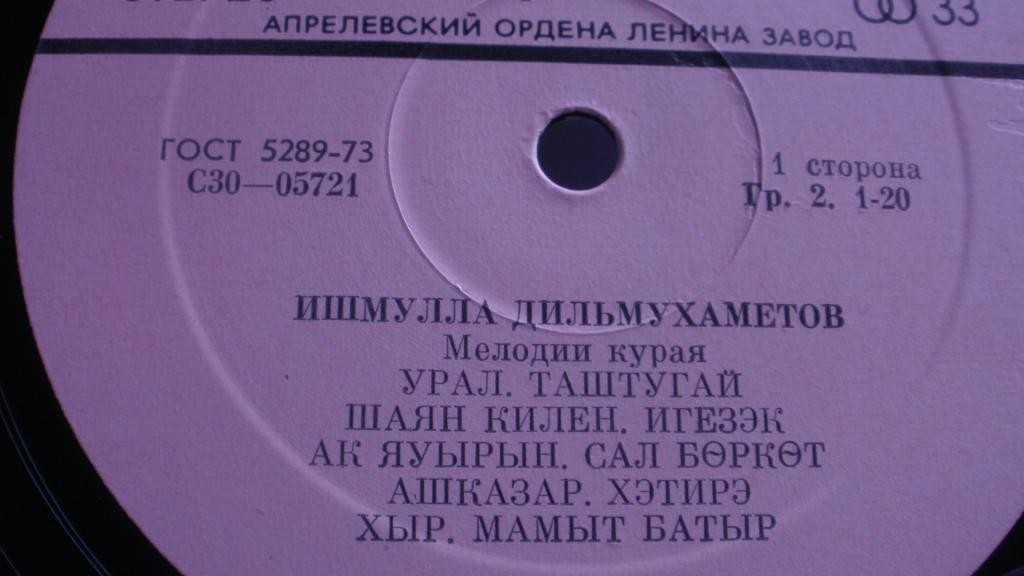 33
АПРЕЛЕВСКИЙ ОРДЕНА ЛЕНИНА ЗАВОД
ГОСТ 5289-73
С30—05721
1 сторона
Гр. 2. 1-20
ИШМУЛЛА ДИЛЬМУХАМЕТОВ
Мелодии курая
УРАЛ. ТАШТУГАЙ
ШАЯН КИЛЕН. ИГЕЗЭК
АК ЯУЫРЫН. САЛ БӨРКӨТ
АШКАЗАР. ХЭТИРЭ
ХЫР. МАМЫТ БАТЫР